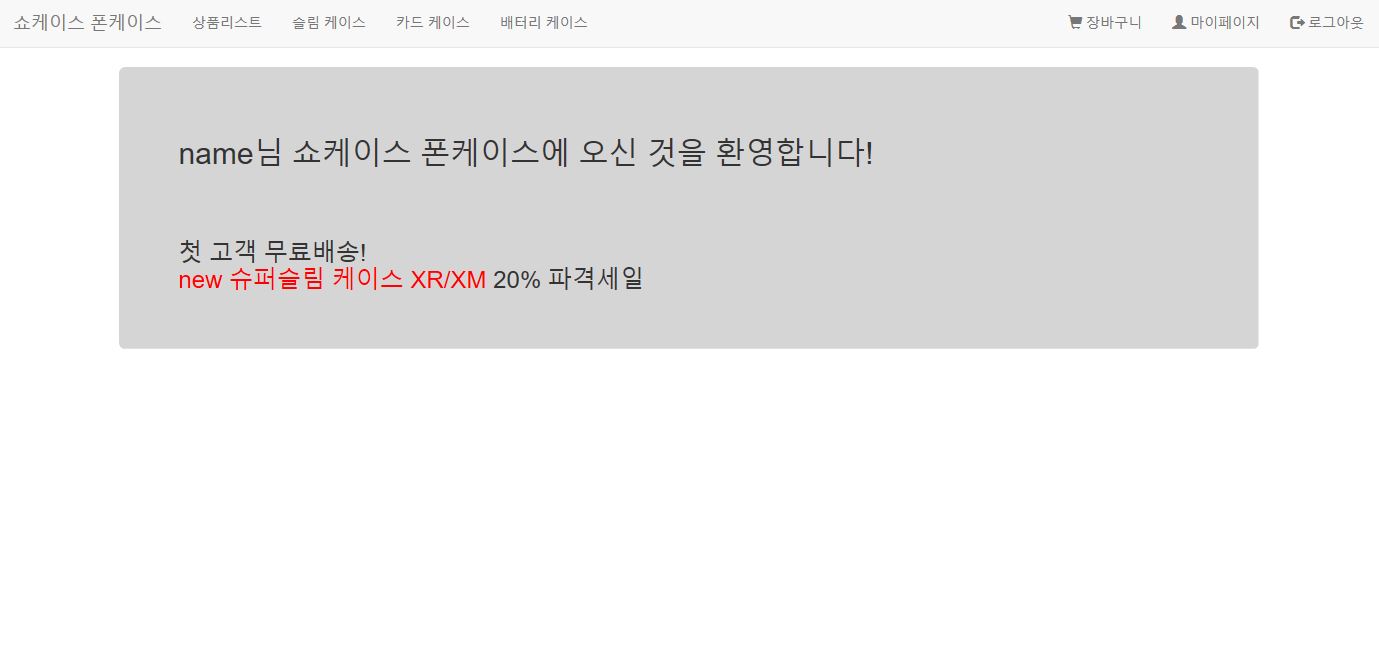 쇼케이스 폰케이스 상품리스트 슬림 케이스 카드 케이스 배터리 케이스 장바구니 마이페이지 로그아웃
name님 쇼케이스 폰케이스에 오신 것을 환영합니다!
첫 고객 무료배송!
new 슈퍼슬림 케이스 XR/XM 20% 파격세일